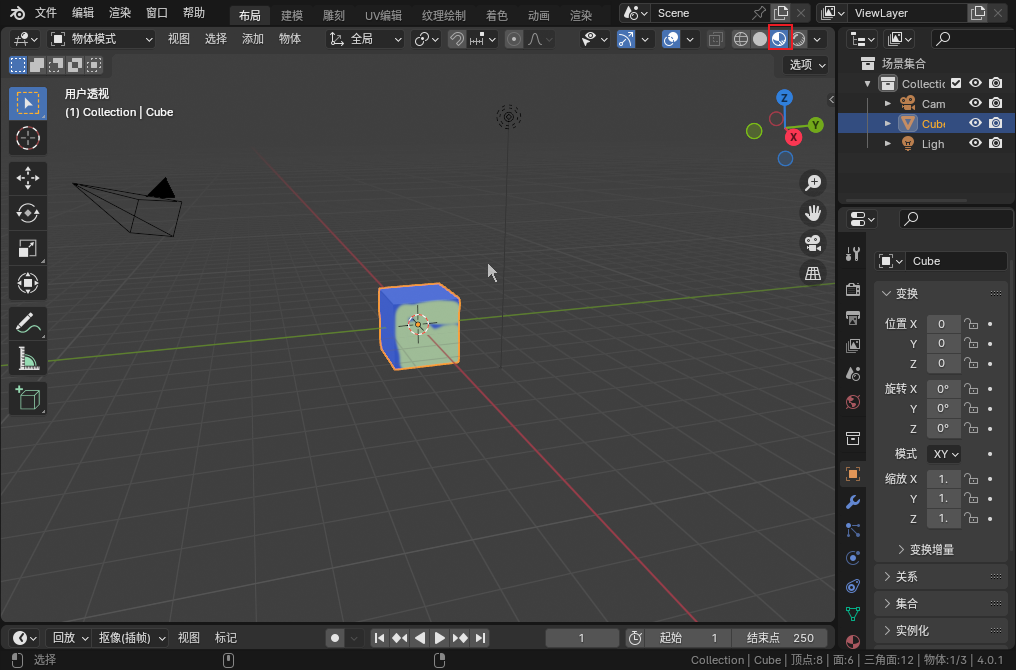 文件 编辑 渲染 窗口 帮助 布局 建模 雕刻 UV编辑 纹理绘制 着色 动画 渲染 Scene ViewLayer
物体模式 视图 选择 添加 物体 全局
选项
用户透视
(1) Collection | Cube
Z
Y
X
场景集合
Collectic
Cam
Cube
Ligh
Cube
变换
位置 X 0
Y 0
Z 0
旋转 X 0°
Y 0°
Z 0°
模式 XY
缩放 X 1.
Y 1.
Z 1.
变换增量
关系
集合
实例化
回放 抠像(插帧) 视图 标记 1 起始 1 结束点 250
选择 Collection | Cube | 顶点:8 | 面:6 | 三角面:12 | 物体:1/3 | 4.0.1